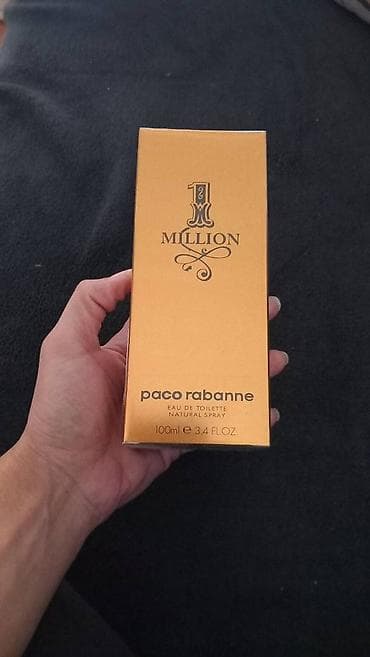 1
MILLION
paco rabanne
EAU DE TOILETTE
NATURAL SPRAY
100ml ℮ 3.4 FL.OZ.